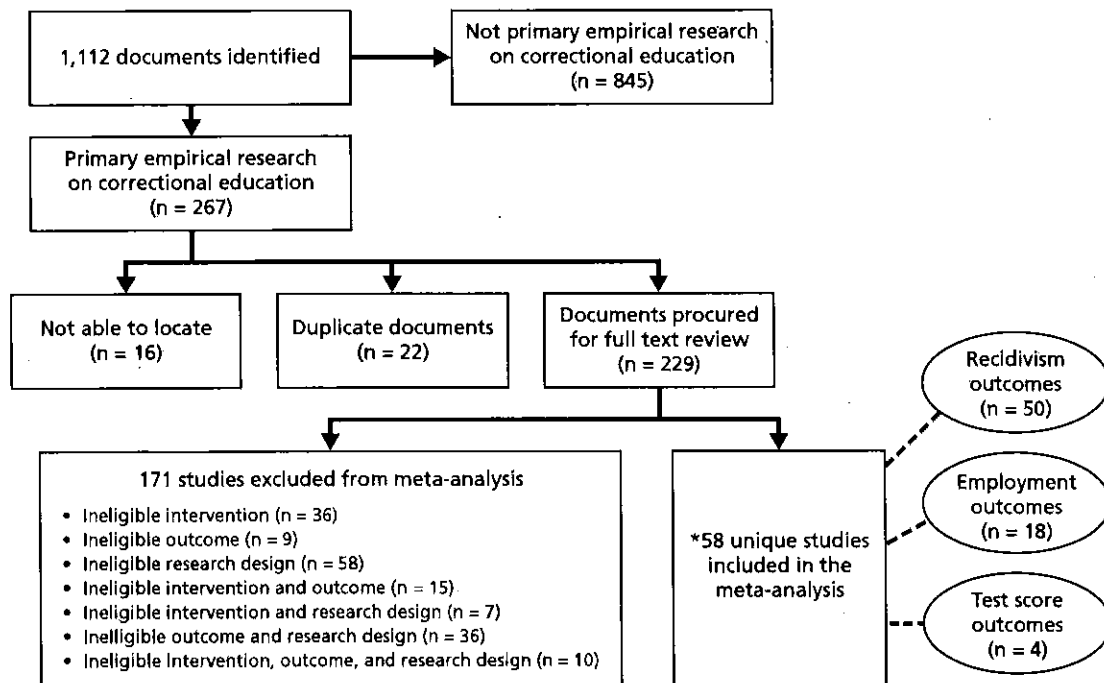 1,112 documents identified
Not primary empirical research
on correctional education
(n = 845)
Primary empirical research
on correctional education
(n = 267)
Not able to locate
(n = 16)
Duplicate documents
(n = 22)
Documents procured
for full text review
(n = 229)
171 studies excluded from meta-analysis
• Ineligible intervention (n = 36)
• Ineligible outcome (n = 9)
• Ineligible research design (n = 58)
• Ineligible intervention and outcome (n = 15)
• Ineligible intervention and research design (n = 7)
• Ineligible outcome and research design (n = 36)
• Ineligible Intervention, outcome, and research design (n = 10)
*58 unique studies
included in the
meta-analysis
Recidivism
outcomes
(n = 50)
Employment
outcomes
(n = 18)
Test score
outcomes
(n = 4)